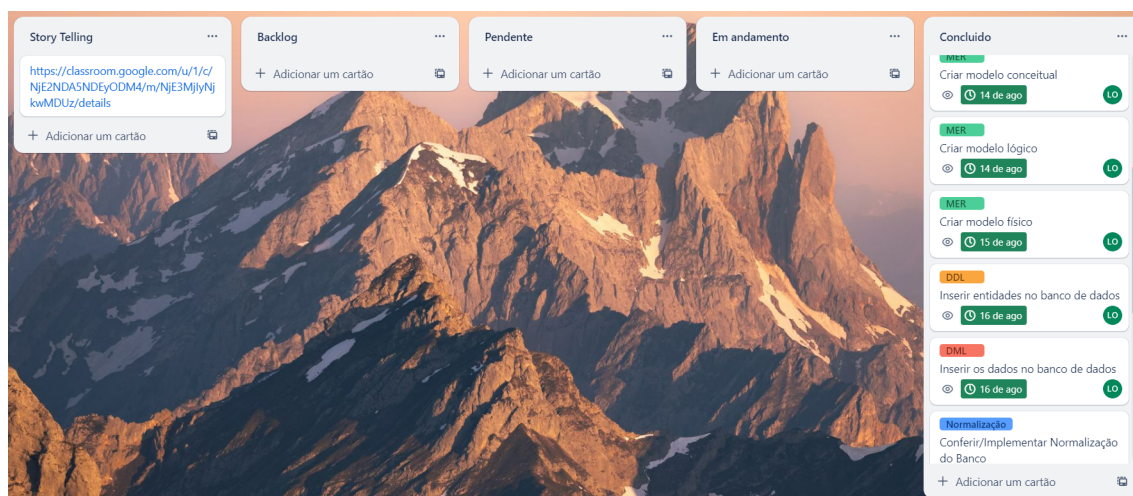 Story Telling
https://classroom.google.com/u/1/c/
NjE2NDA5NDEyODM4/m/NjE3MjIyNj
kwMDUz/details
+ Adicionar um cartão
Backlog
+ Adicionar um cartão
Pendente
+ Adicionar um cartão
Em andamento
+ Adicionar um cartão
Concluido
MER
Criar modelo conceitual
14 de ago
LO
MER
Criar modelo lógico
14 de ago
LO
MER
Criar modelo físico
15 de ago
LO
DDL
Inserir entidades no banco de dados
16 de ago
LO
DML
Inserir os dados no banco de dados
16 de ago
LO
Normalização
Conferir/Implementar Normalização
do Banco
+ Adicionar um cartão